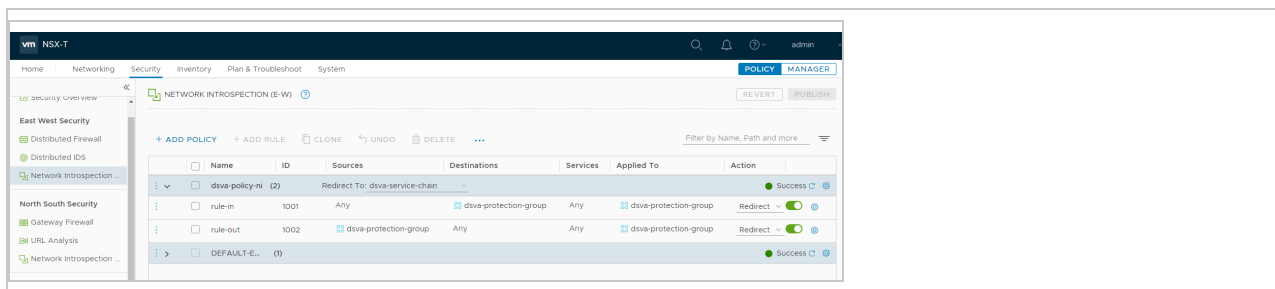 vm NSX-T admin
Home Networking Security Inventory Plan & Troubleshoot System POLICY MANAGER
Security Overview
NETWORK INTROSPECTION (E-W) REVERT PUBLISH
East West Security
Distributed Firewall
Distributed IDS
Network Introspection ...
North South Security
Gateway Firewall
URL Analysis
Network Introspection ...
+ ADD POLICY + ADD RULE CLONE UNDO DELETE ... Filter by Name, Path and more
Name ID Sources Destinations Services Applied To Action
dsva-policy-ni (2) Redirect To: dsva-service-chain Success
rule-in 1001 Any dsva-protection-group Any dsva-protection-group Redirect
rule-out 1002 dsva-protection-group Any Any dsva-protection-group Redirect
DEFAULT-E... (1) Success